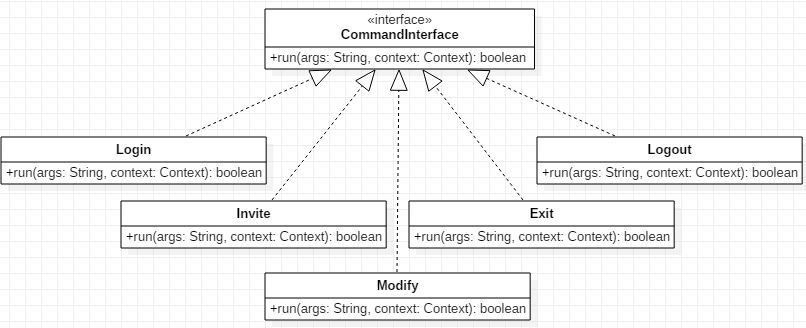 «interface»
CommandInterface
+run(args: String, context: Context): boolean
Login
+run(args: String, context: Context): boolean
Logout
+run(args: String, context: Context): boolean
Invite
+run(args: String, context: Context): boolean
Exit
+run(args: String, context: Context): boolean
Modify
+run(args: String, context: Context): boolean